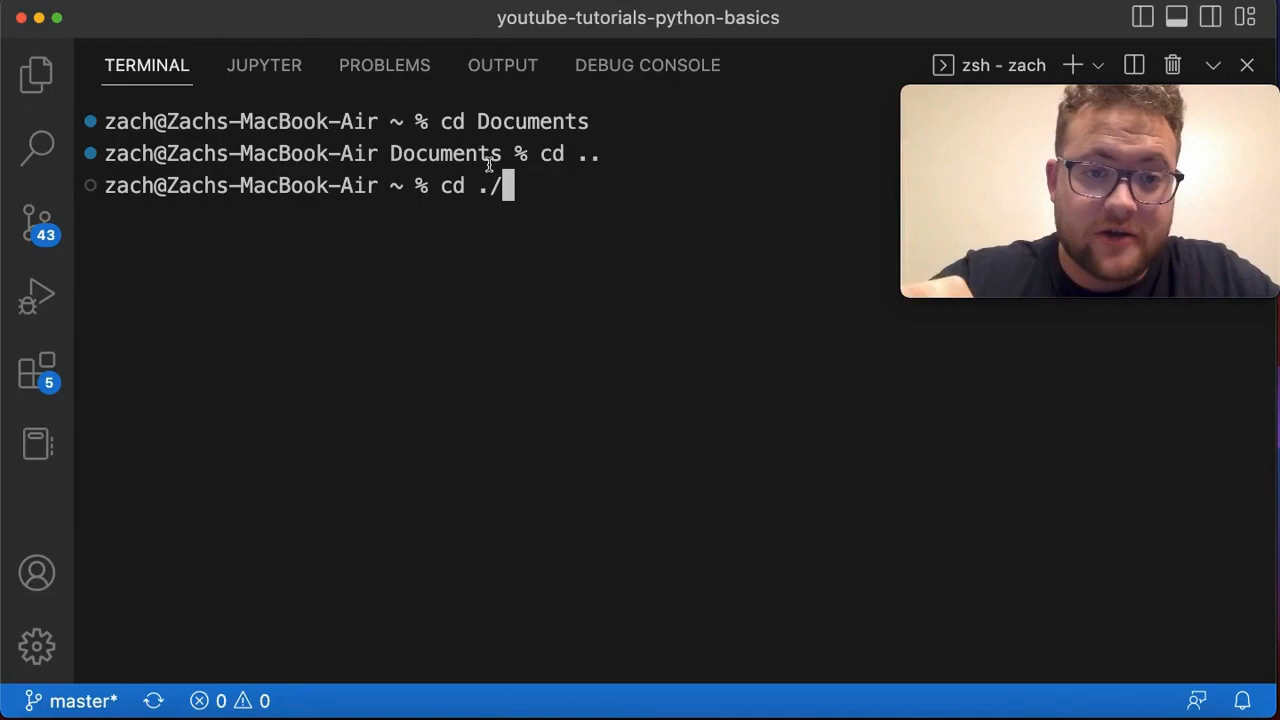 youtube-tutorials-python-basics
TERMINAL JUPYTER PROBLEMS OUTPUT DEBUG CONSOLE zsh - zach
zach@Zachs-MacBook-Air ~ % cd Documents
zach@Zachs-MacBook-Air Documents % cd ..
zach@Zachs-MacBook-Air ~ % cd ./
43
5
master* 0 0